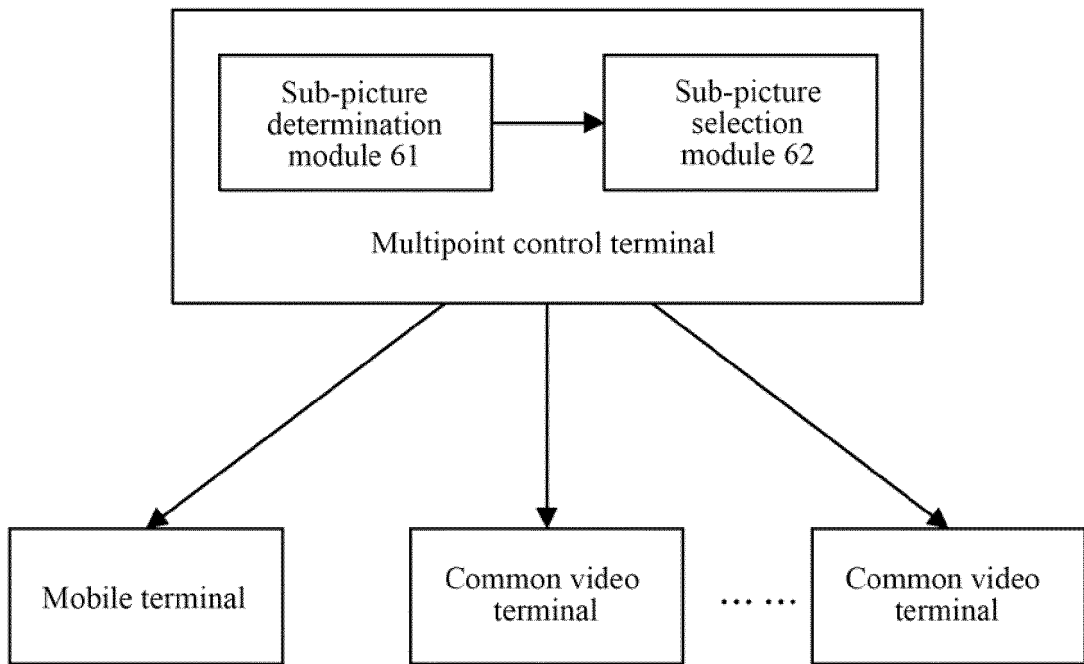 Sub-picture
determination
module 61
Sub-picture
selection
module 62
Multipoint control terminal
Mobile terminal
Common video
terminal
... ...
Common video
terminal